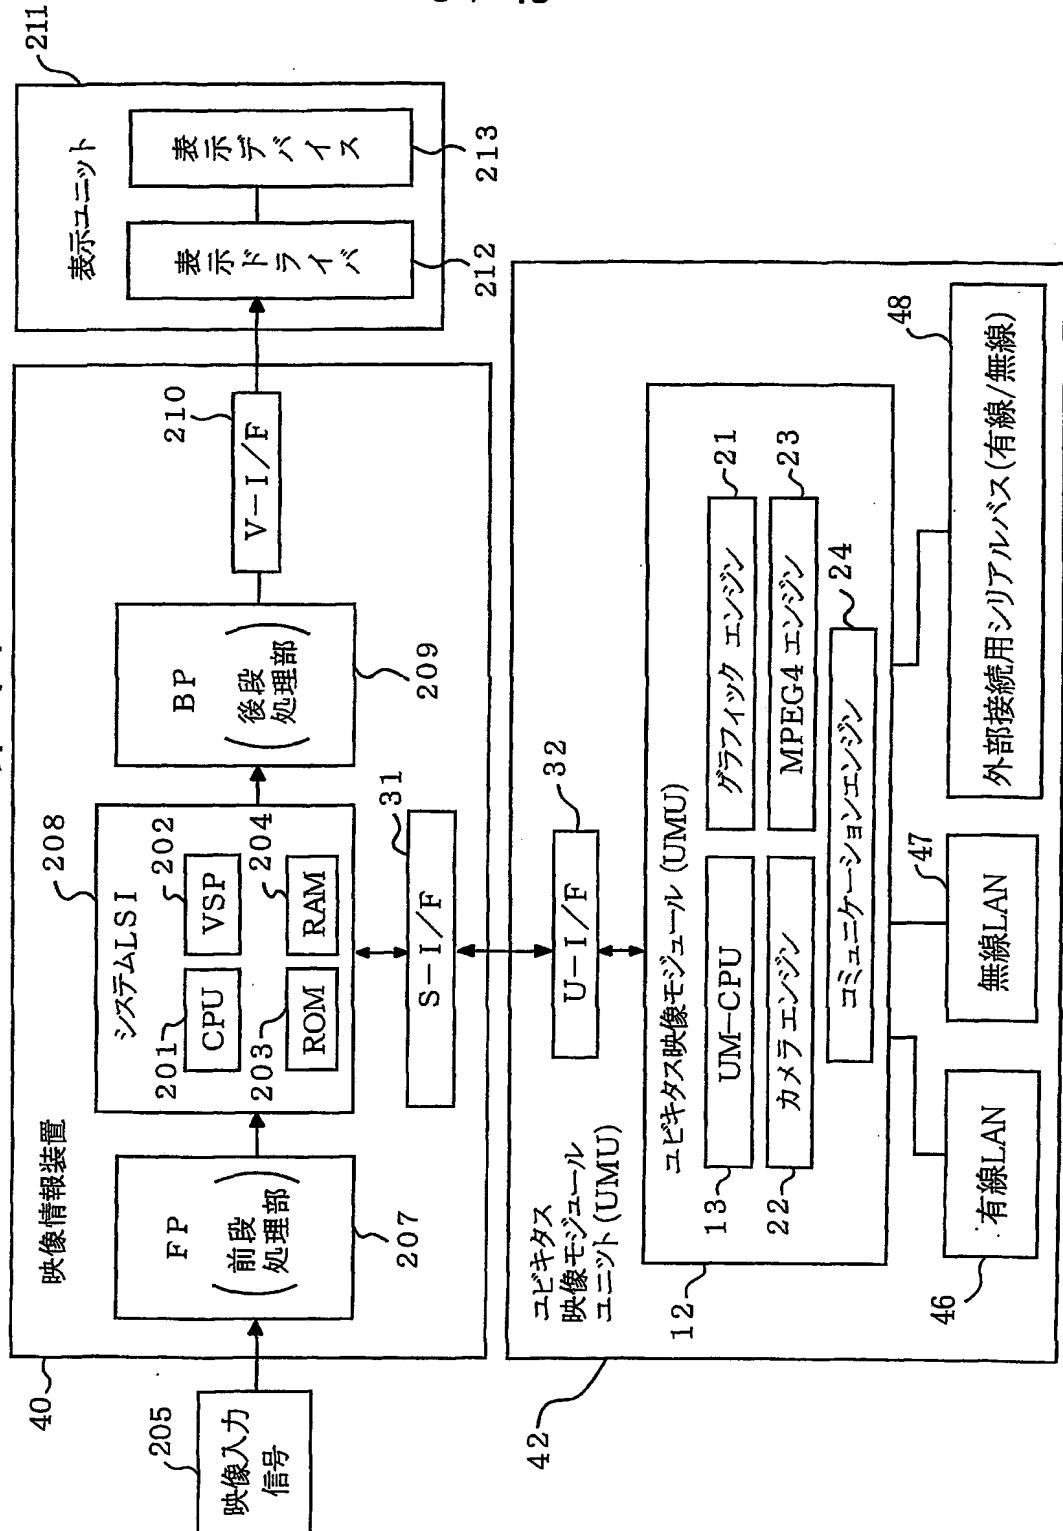 40
映像情報装置
205
映像入力
信号
FP
(前段
処理部)
207
システムLSI
208
201
CPU
202
VSP
203
ROM
204
RAM
BP
(後段
処理部)
209
V-I/F
210
S-I/F
31
表示ユニット
211
表示ドライバ
212
表示デバイス
213
42
ユビキタス
映像モジュール
ユニット(UMU)
U-I/F
32
12
ユビキタス映像モジュール (UMU)
13
UM-CPU
グラフィック エンジン
21
22
カメラエンジン
MPEG4エンジン
23
コミュニケーションエンジン
24
46
有線LAN
無線LAN
47
外部接続用シリアルバス(有線/無線)
48